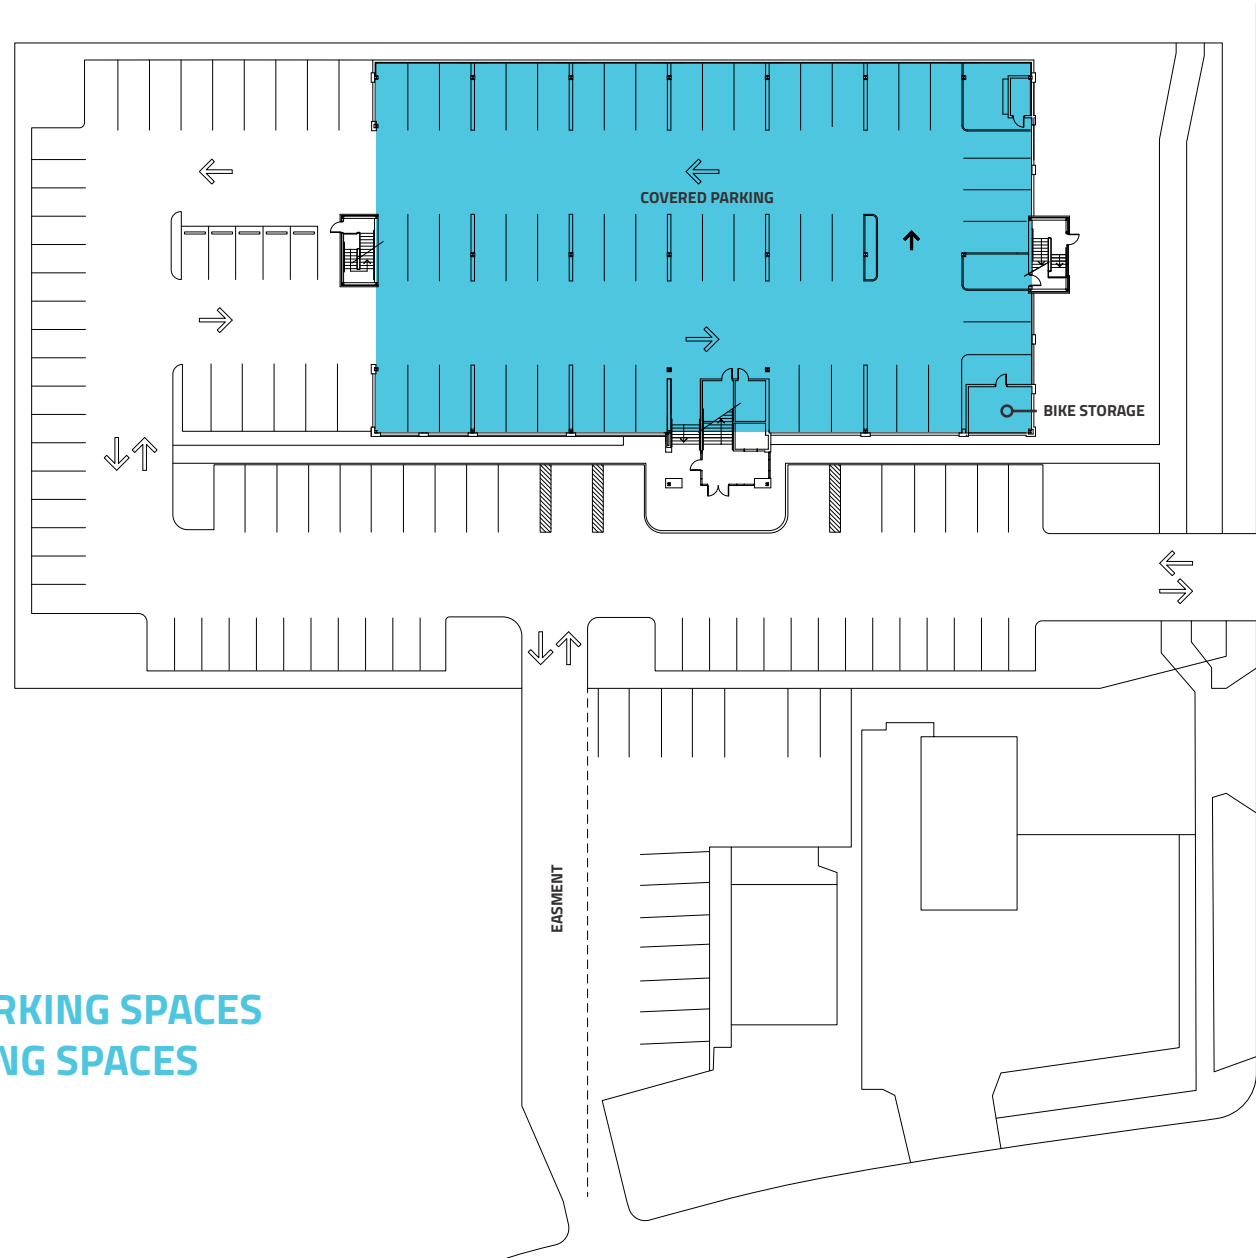 COVERED PARKING
BIKE STORAGE
EASMENT
RKING SPACES
NG SPACES